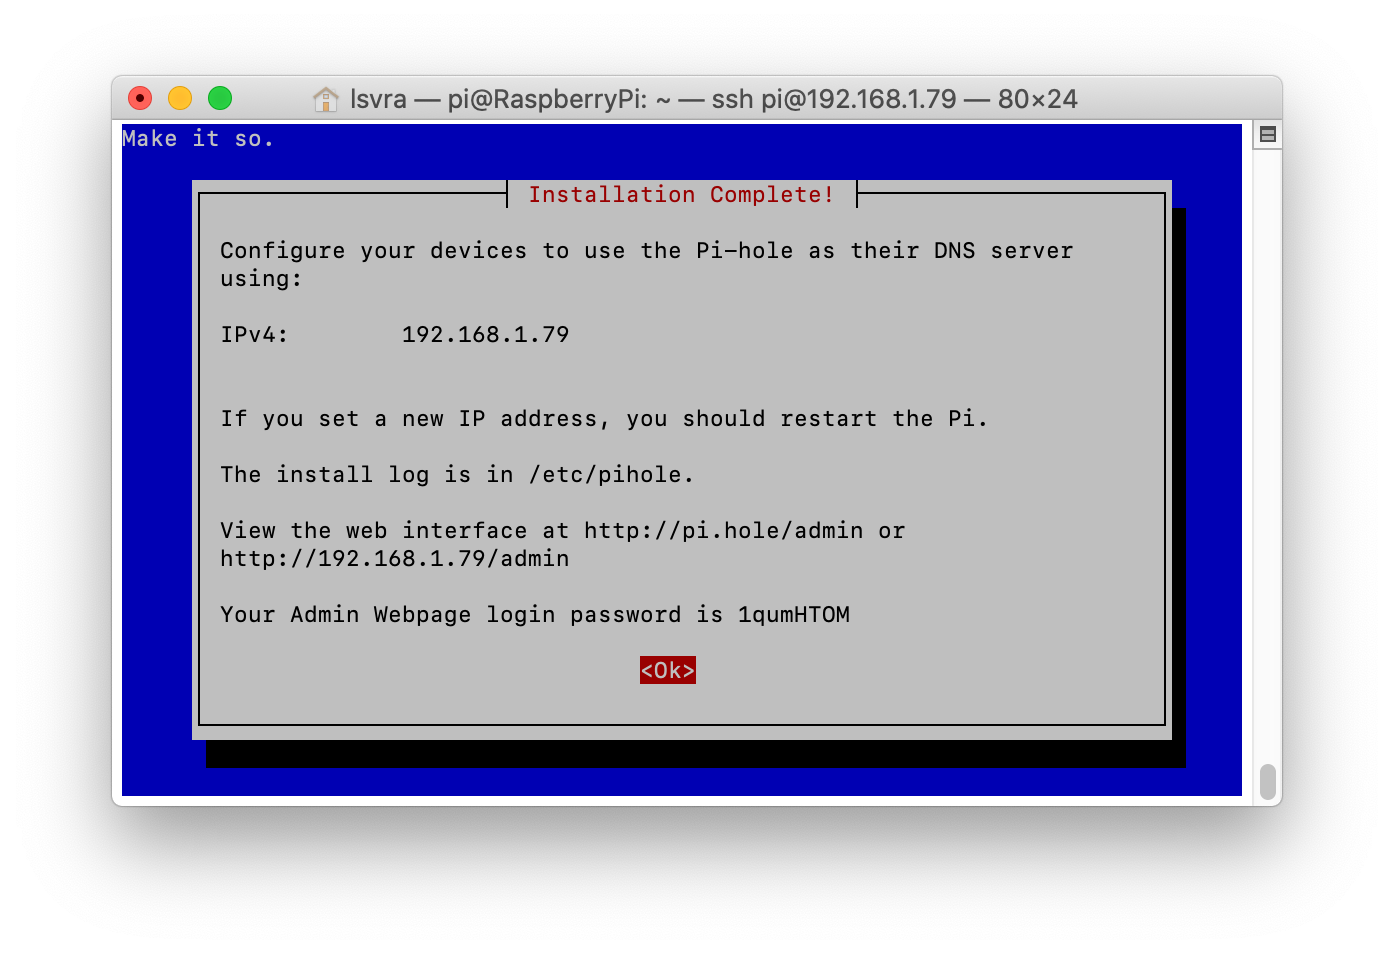 lsvra — pi@RaspberryPi: ~ — ssh pi@192.168.1.79 — 80×24
Make it so.
Installation Complete!
Configure your devices to use the Pi-hole as their DNS server
using:
IPv4: 192.168.1.79
If you set a new IP address, you should restart the Pi.
The install log is in /etc/pihole.
View the web interface at http://pi.hole/admin or
http://192.168.1.79/admin
Your Admin Webpage login password is 1qumHTOM
<Ok>